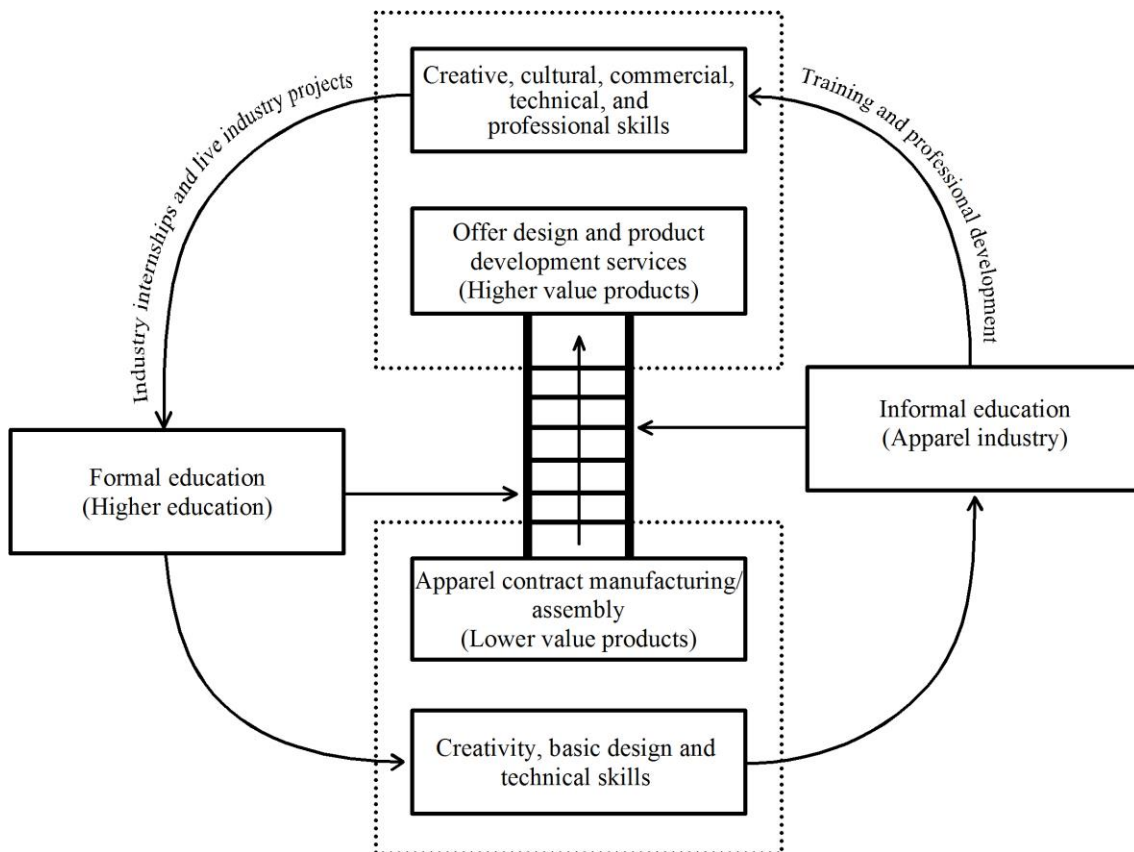 Creative, cultural, commercial,
technical, and
professional skills
Industry internships and live industry projects
Training and professional development
Offer design and product
development services
(Higher value products)
Formal education
(Higher education)
Informal education
(Apparel industry)
Apparel contract manufacturing/
assembly
(Lower value products)
Creativity, basic design and
technical skills